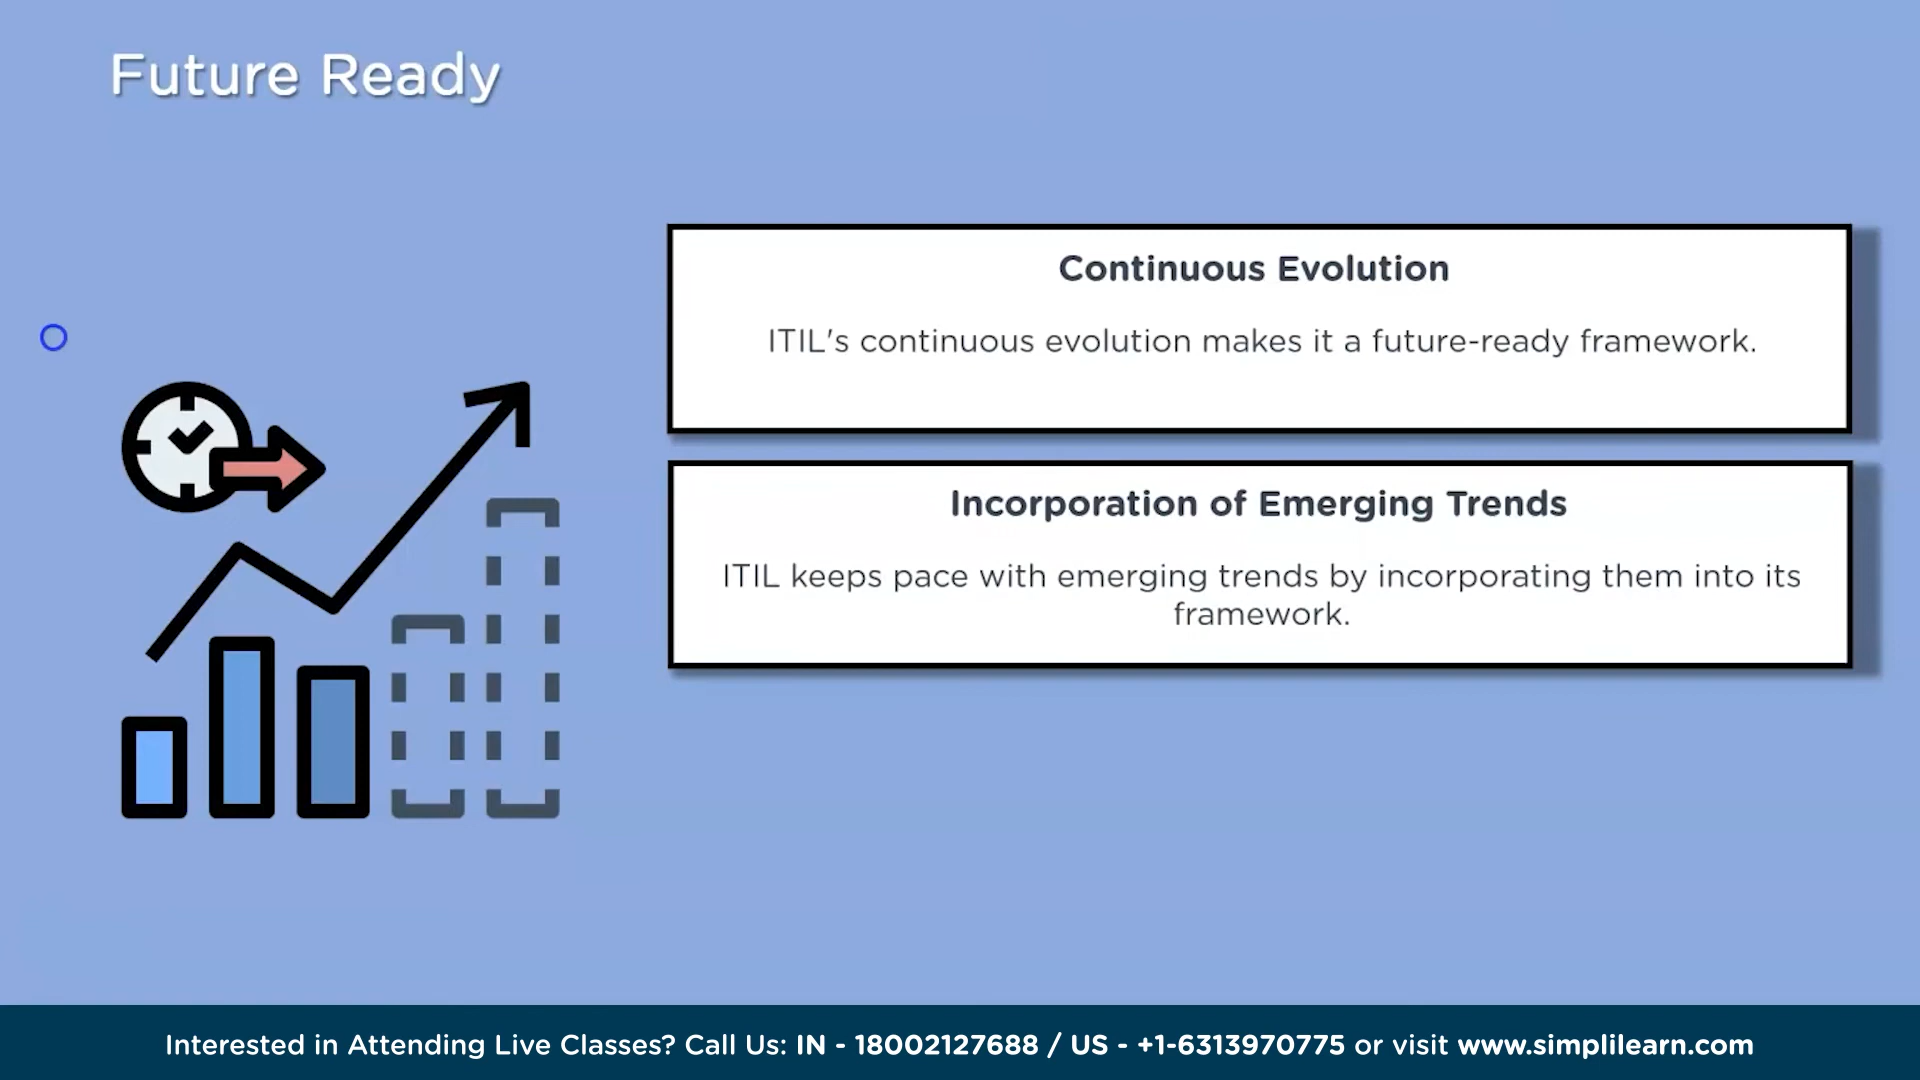 Future Ready
Continuous Evolution
ITIL's continuous evolution makes it a future-ready framework.
Incorporation of Emerging Trends
ITIL keeps pace with emerging trends by incorporating them into its
framework.
Interested in Attending Live Classes? Call Us: IN - 18002127688 / US - +1-6313970775 or visit www.simplilearn.com